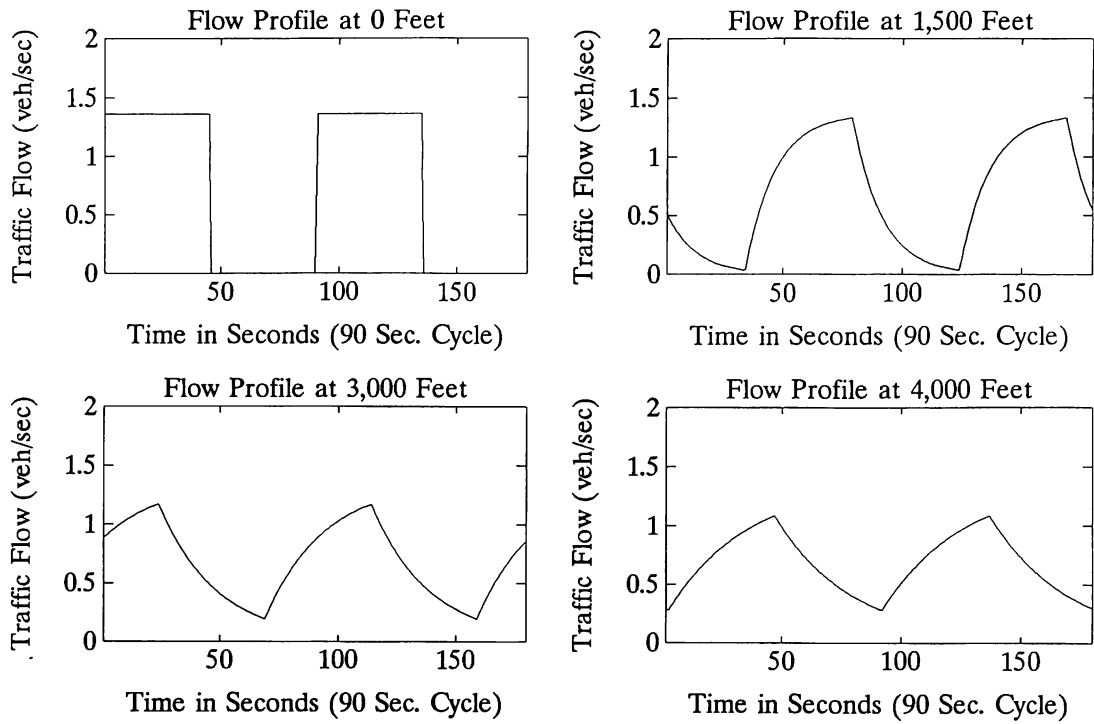 Flow Profile at 0 Feet
Traffic Flow (veh/sec)
2
1.5
1
0.5
0
50
100
150
Time in Seconds (90 Sec. Cycle)
Flow Profile at 1,500 Feet
Traffic Flow (veh/sec)
2
1.5
1
0.5
0
50
100
150
Time in Seconds (90 Sec. Cycle)
Flow Profile at 3,000 Feet
Traffic Flow (veh/sec)
2
1.5
1
0.5
0
50
100
150
Time in Seconds (90 Sec. Cycle)
Flow Profile at 4,000 Feet
Traffic Flow (veh/sec)
2
1.5
1
0.5
0
50
100
150
Time in Seconds (90 Sec. Cycle)